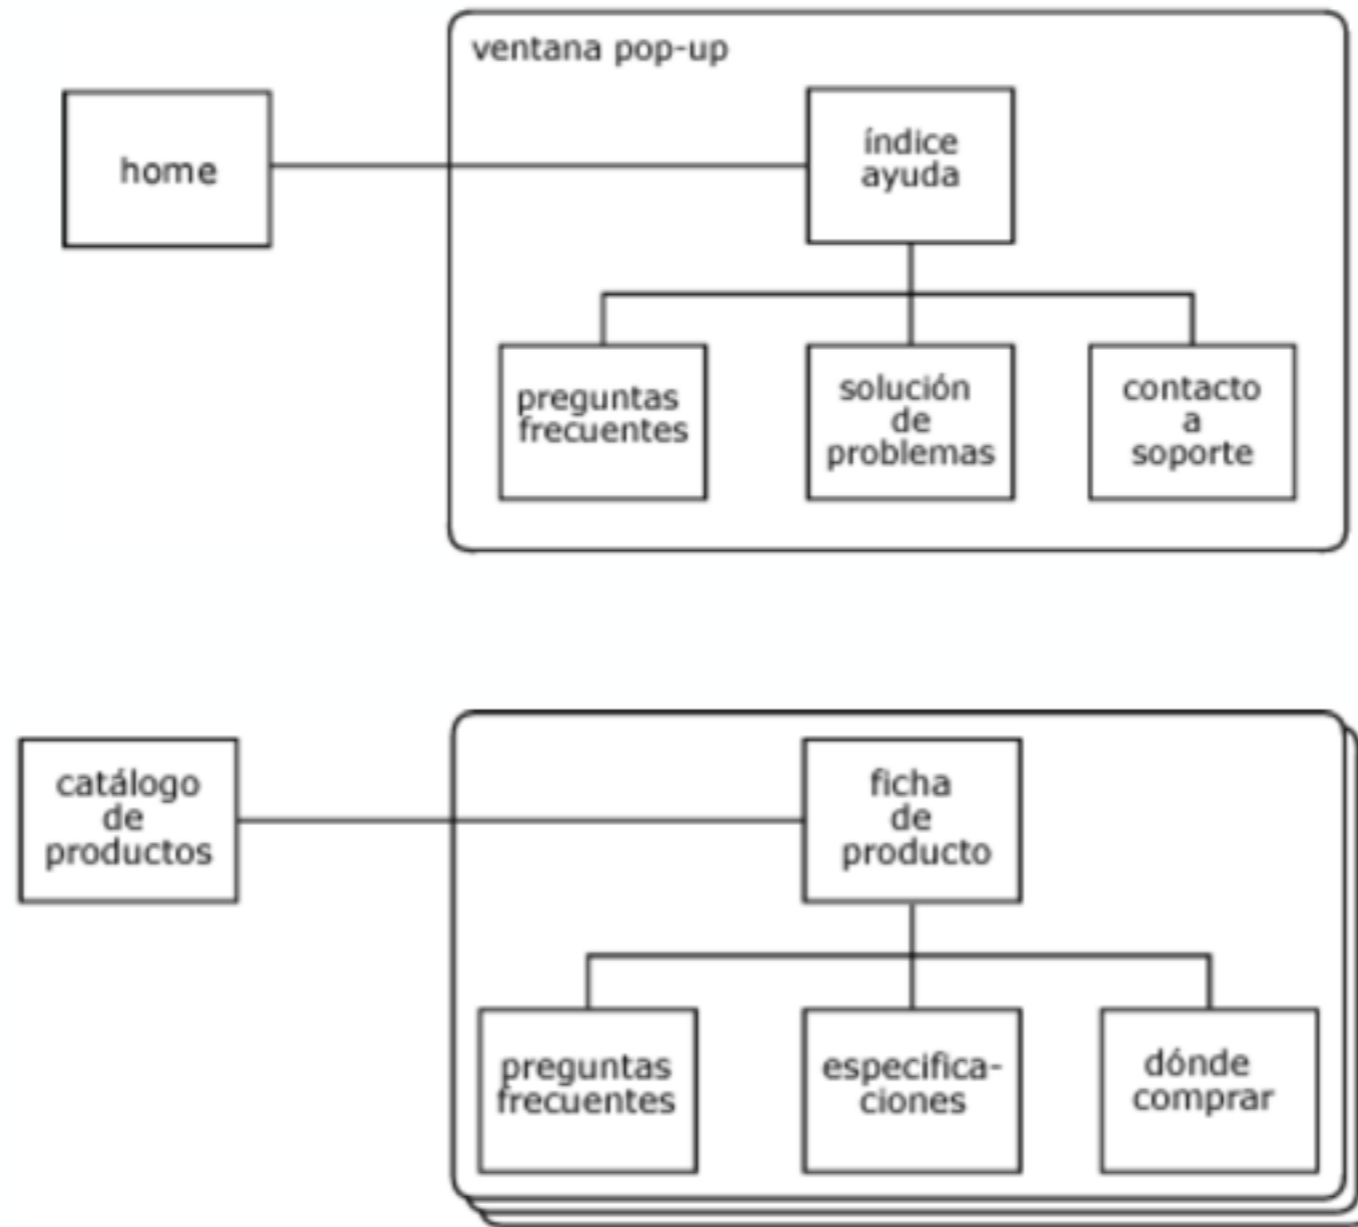 ventana pop-up
home
índice
ayuda
preguntas
frecuentes
solución
de
problemas
contacto
a
soporte
catálogo
de
productos
ficha
de
producto
preguntas
frecuentes
especifica-
ciones
dónde
comprar